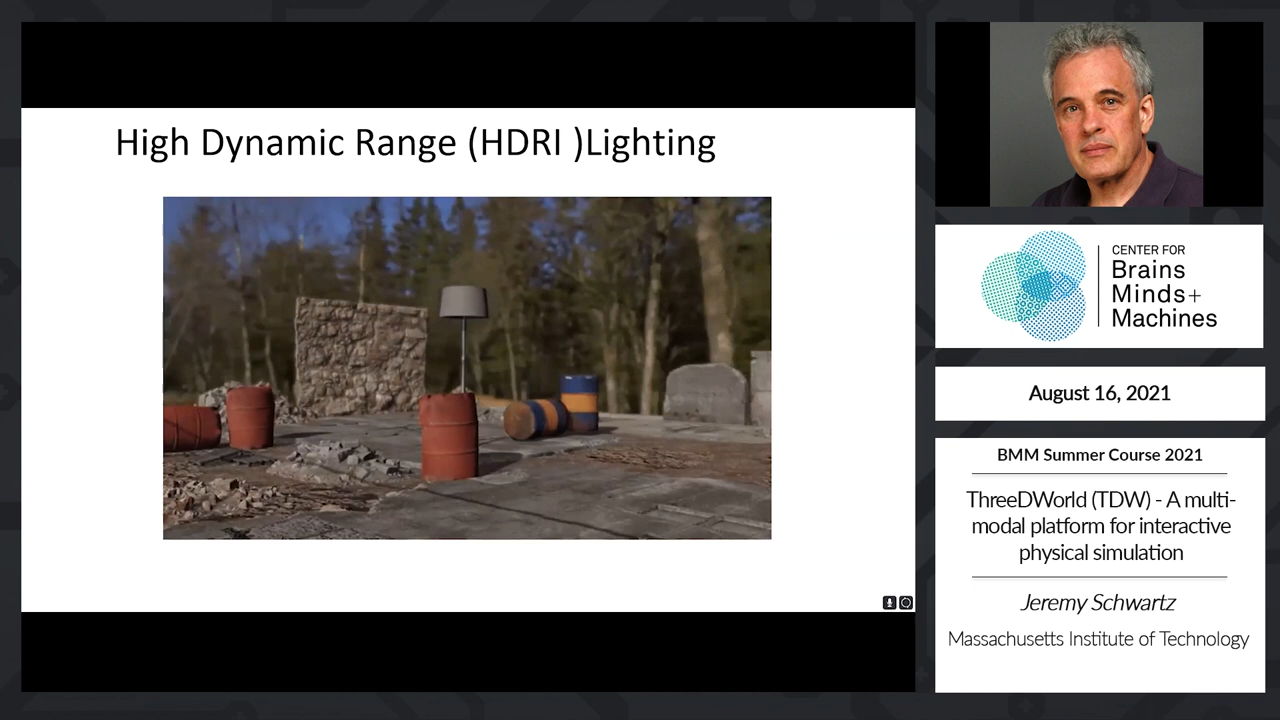 High Dynamic Range (HDRI )Lighting
CENTER FOR
Brains
Minds+
Machines
August 16, 2021
BMM Summer Course 2021
ThreeDWorld (TDW) - A multi-
modal platform for interactive
physical simulation
Jeremy Schwartz
Massachusetts Institute of Technology